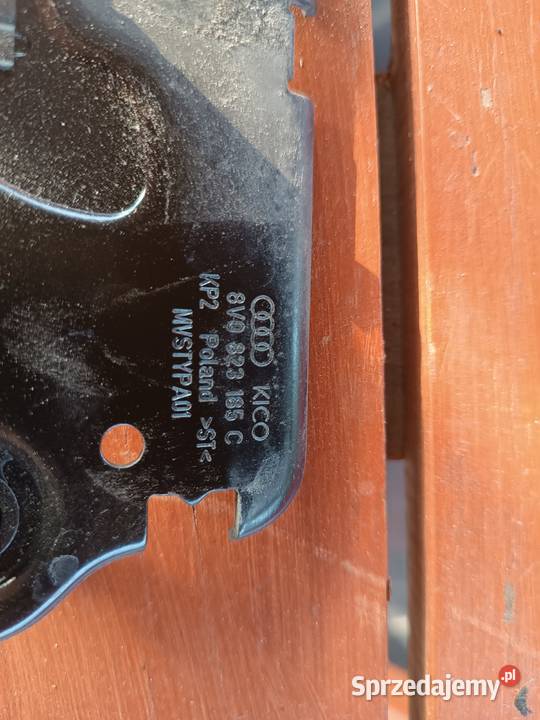 KICO
8V0 823 185 C
KP2 Poland >ST<
MVSTYPA01
Sprzedajemy.pl